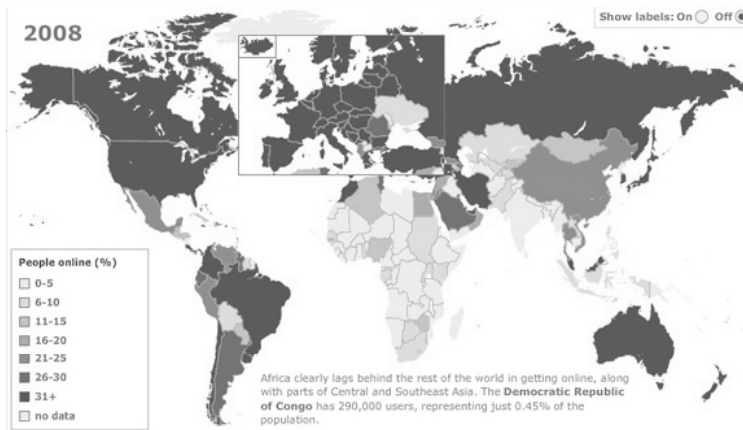 2008
Show labels: On Off
People online (%)
0-5
6-10
11-15
16-20
21-25
26-30
31+
no data
Africa clearly lags behind the rest of the world in getting online, along
with parts of Central and Southeast Asia. The Democratic Republic
of Congo has 290,000 users, representing just 0.45% of the
population.